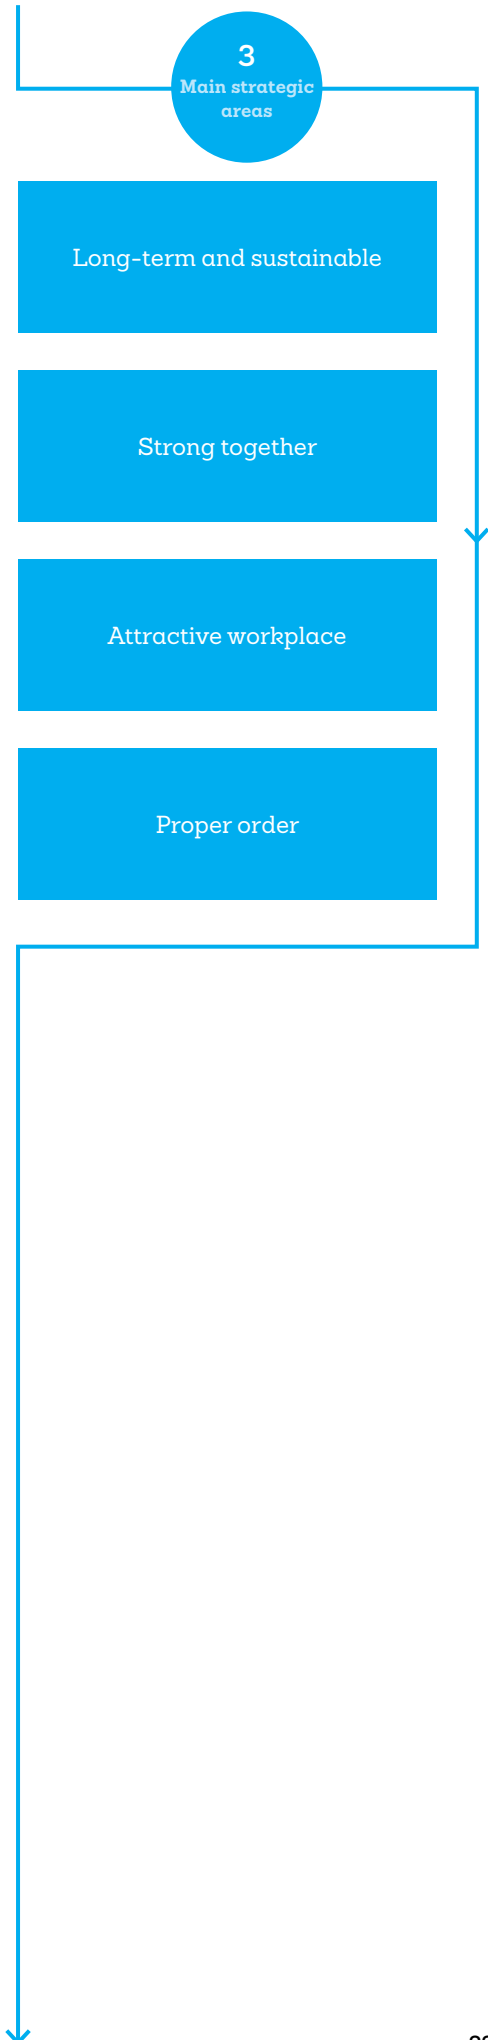 3
Main strategic
areas
Long-term and sustainable
Strong together
Attractive workplace
Proper order